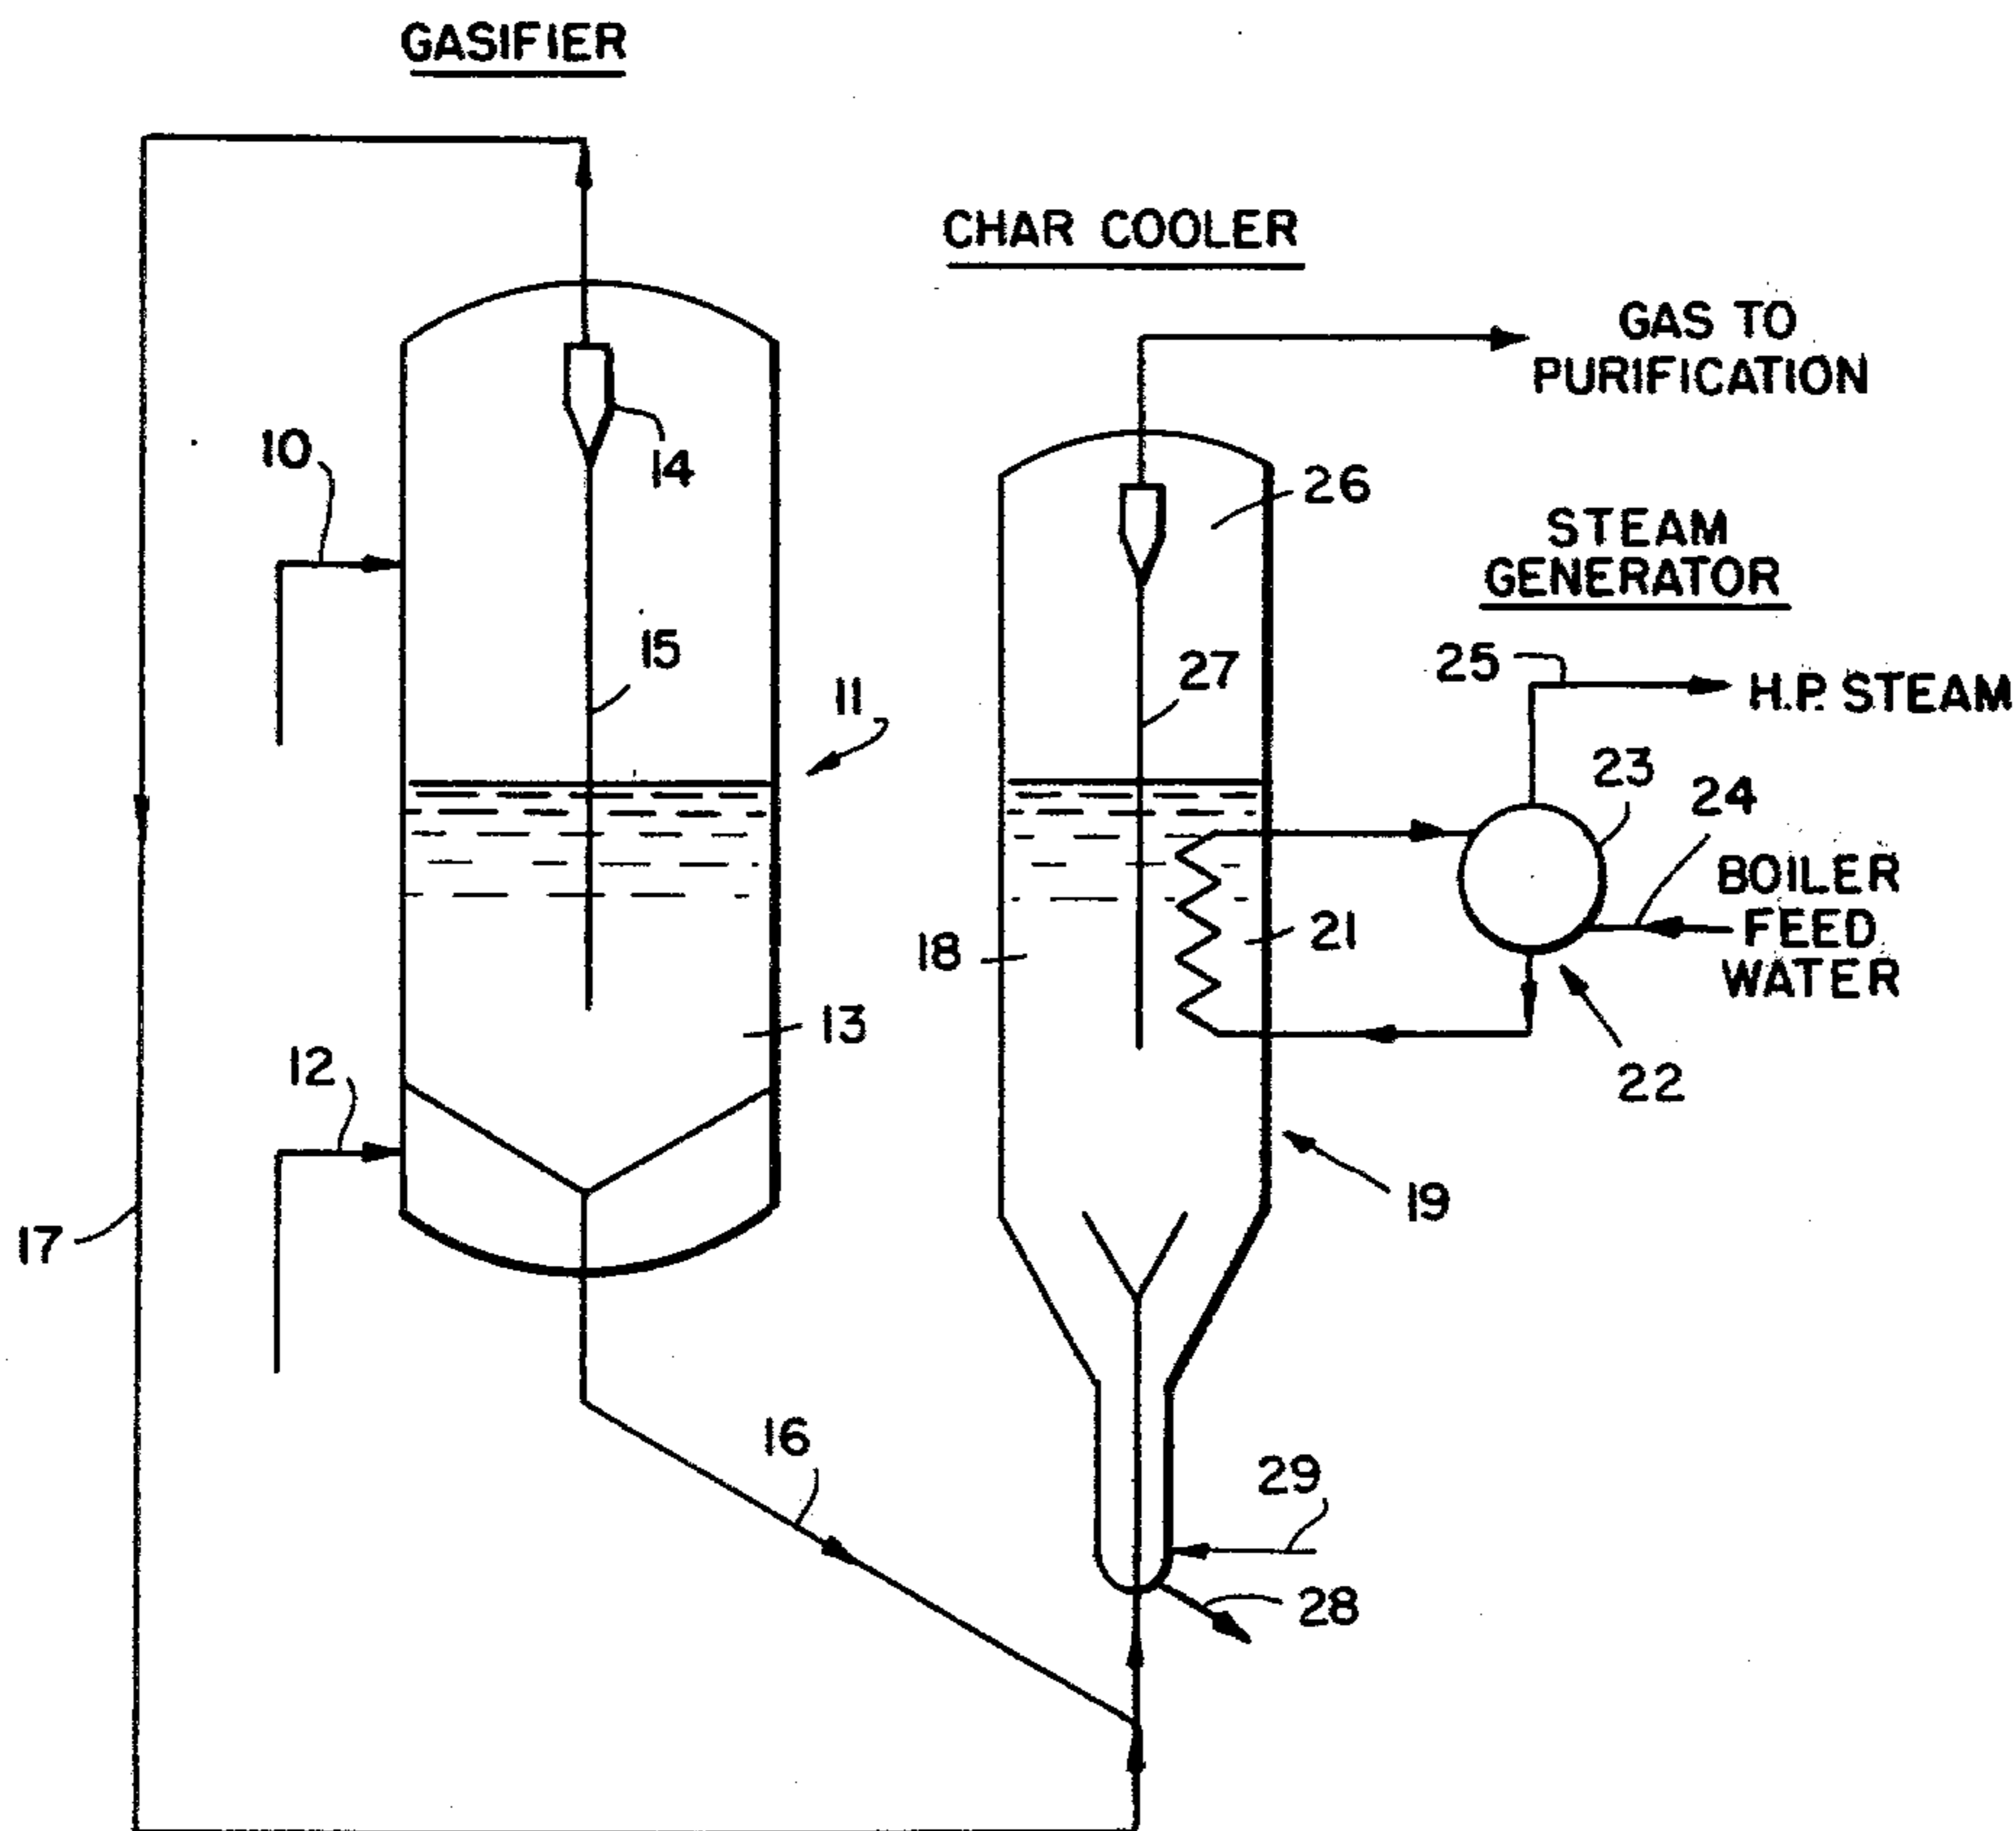 GASIFIER
CHAR COOLER
GAS TO
PURIFICATION
10
14
26
STEAM
GENERATOR
15
27
25
H.P. STEAM
11
23
24
BOILER
FEED
WATER
18
21
13
12
22
17
19
16
29
28